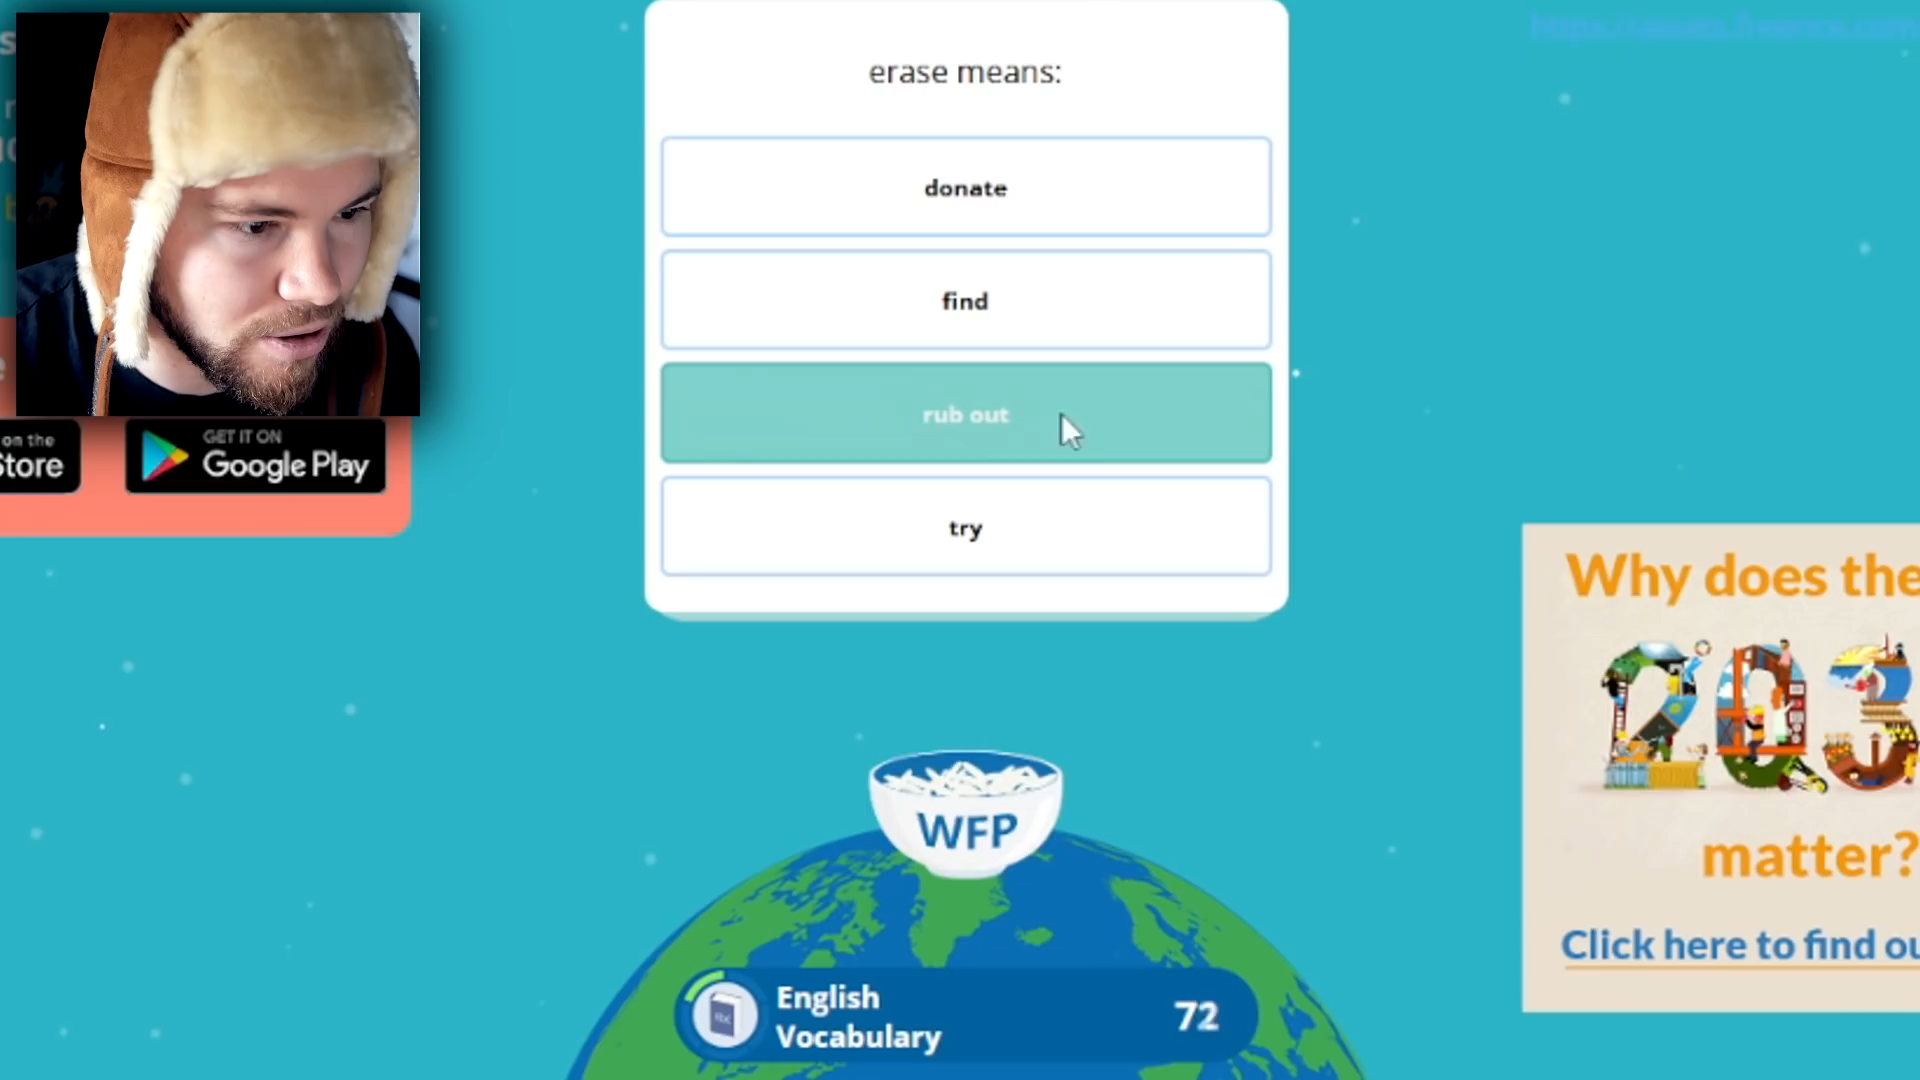 erase means:
donate
find
rub out
try
on the
Store
GET IT ON
Google Play
Why does the
203
matter?
Click here to find ou
WFP
English
Vocabulary
72